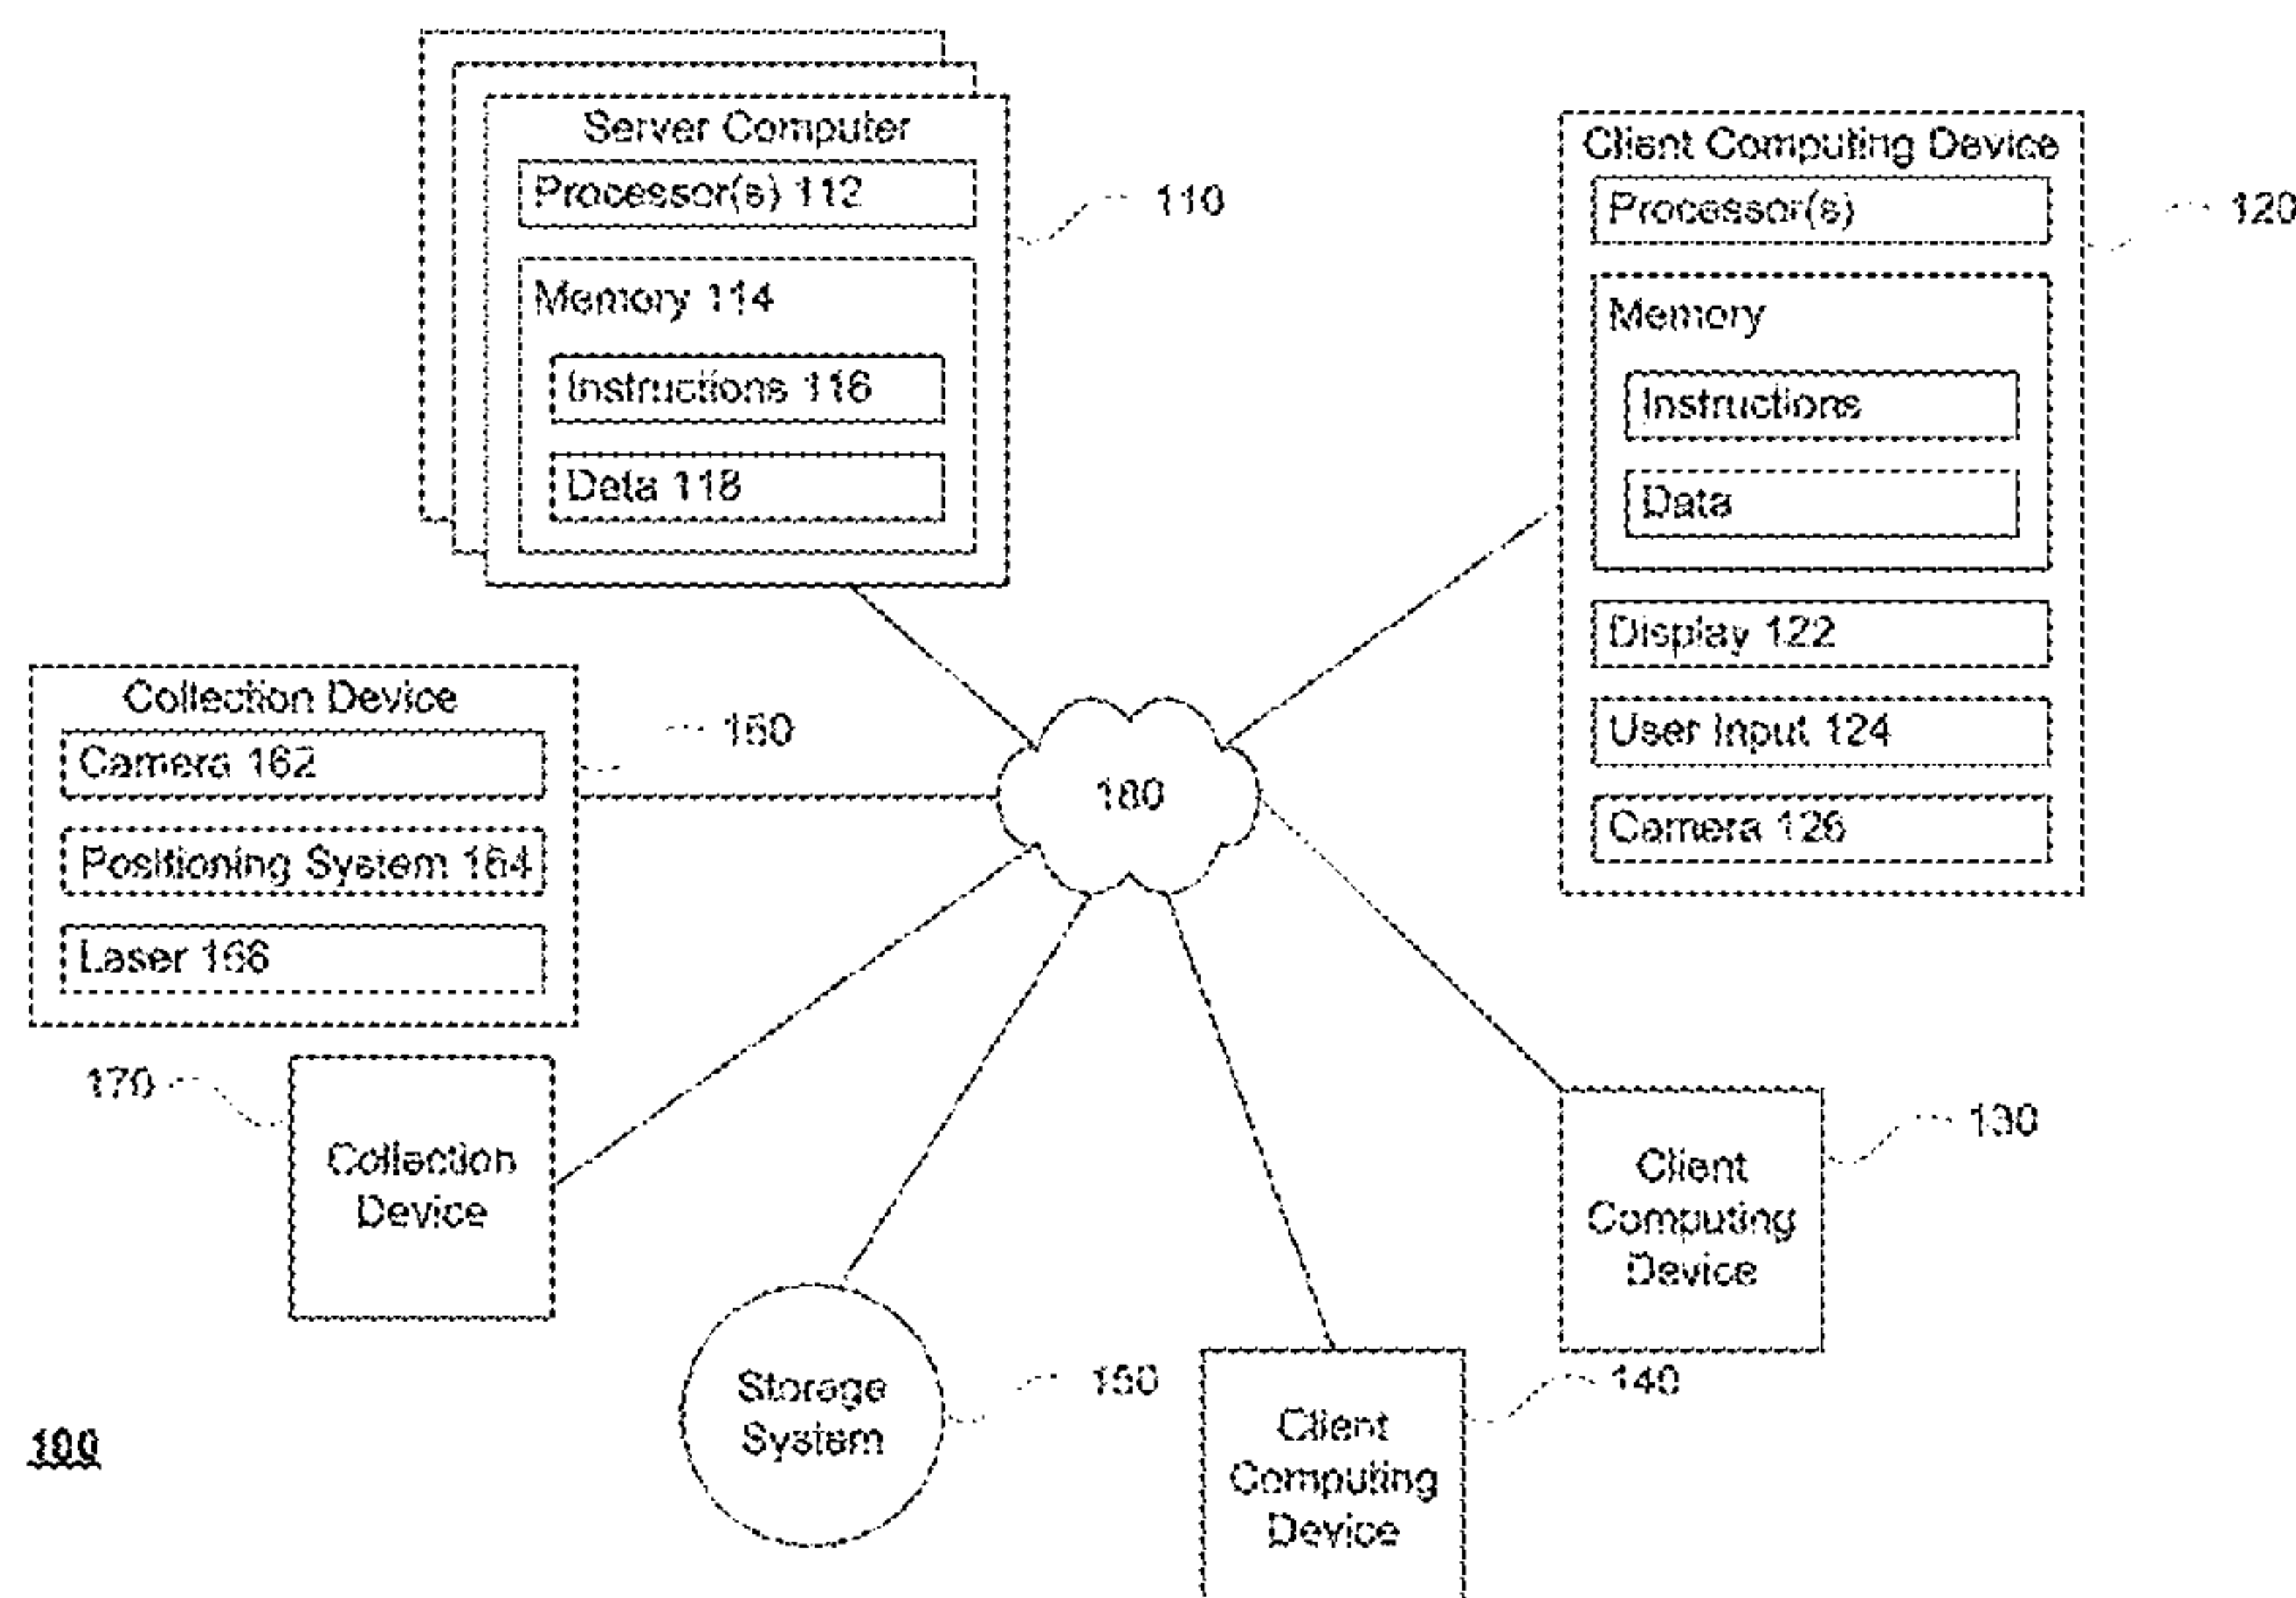 Server Computer
Processor(s) 112
Memory 114
Instructions 116
Data 118
110
Client Computing Device
Processor(s)
Memory
Instructions
Data
Display 122
User Input 124
Camera 126
120
Collection Device
Camera 162
Positioning System 164
Laser 166
160
180
170
Collection
Device
Storage
System
150
Client
Computing
Device
140
Client
Computing
Device
130
100